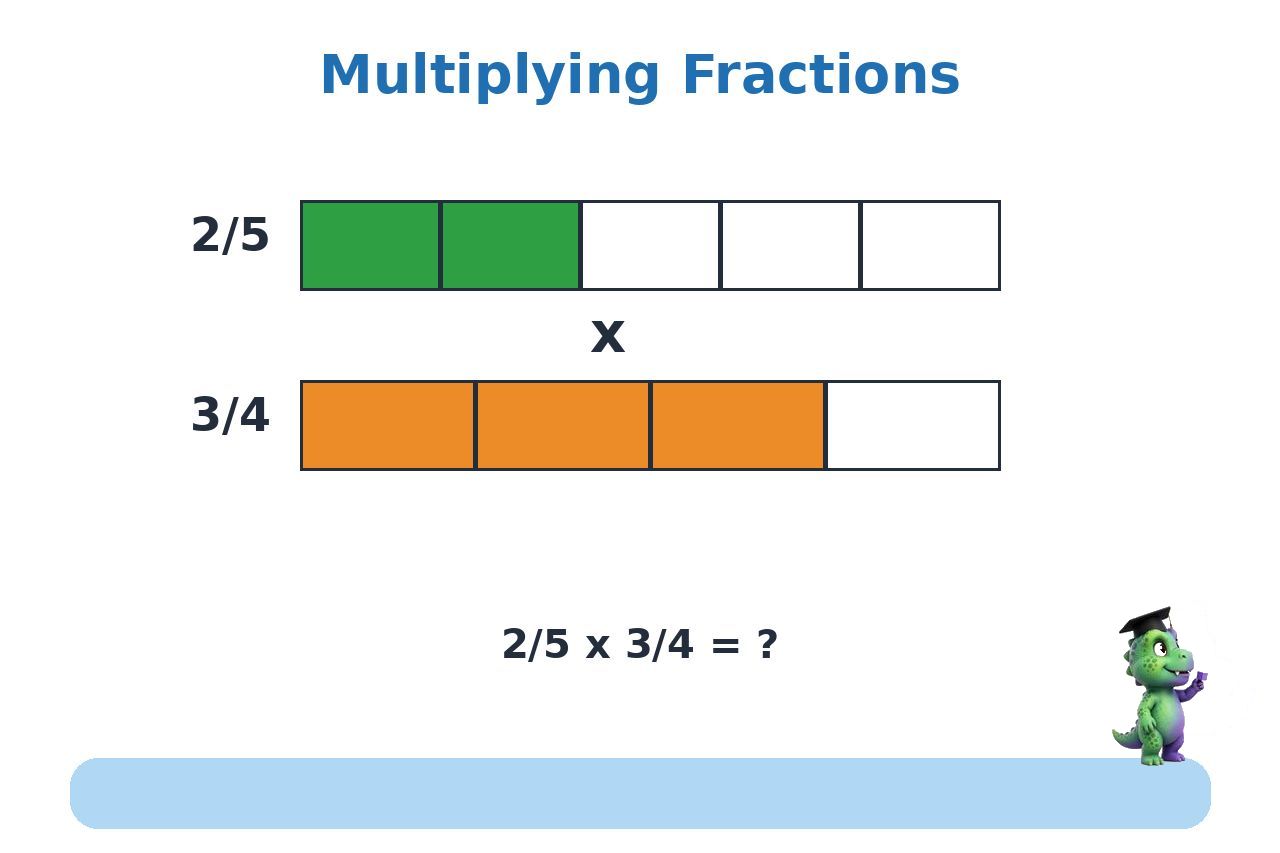 Multiplying Fractions
2/5
x
3/4
2/5 x 3/4 = ?